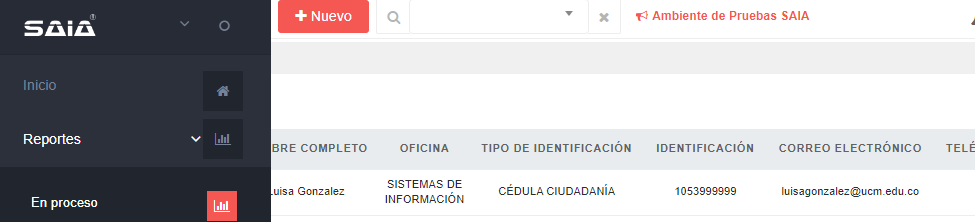 SAIA®
+ Nuevo
Ambiente de Pruebas SAIA
Inicio
Reportes
En proceso
BRE COMPLETO OFICINA TIPO DE IDENTIFICACIÓN IDENTIFICACIÓN CORREO ELECTRÓNICO TELÉ
Luisa Gonzalez SISTEMAS DE INFORMACIÓN CÉDULA CIUDADANÍA 1053999999 luisagonzalez@ucm.edu.co